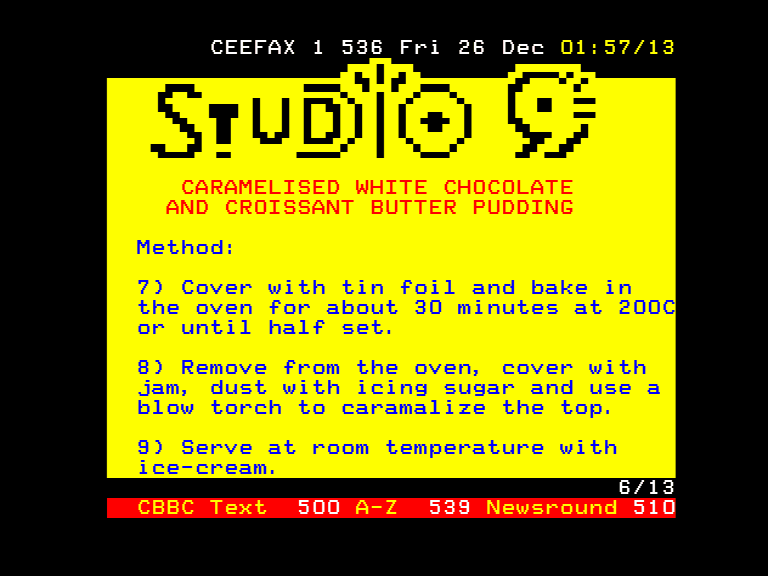 CEEFAX 1 536 Fri 26 Dec 01:57/13
STUDIO 9
CARAMELISED WHITE CHOCOLATE
AND CROISSANT BUTTER PUDDING
Method:
7) Cover with tin foil and bake in
the oven for about 30 minutes at 200C
or until half set.
8) Remove from the oven, cover with
jam, dust with icing sugar and use a
blow torch to caramalize the top.
9) Serve at room temperature with
ice-cream.
6/13
CBBC Text 500 A-Z 539 Newsround 510